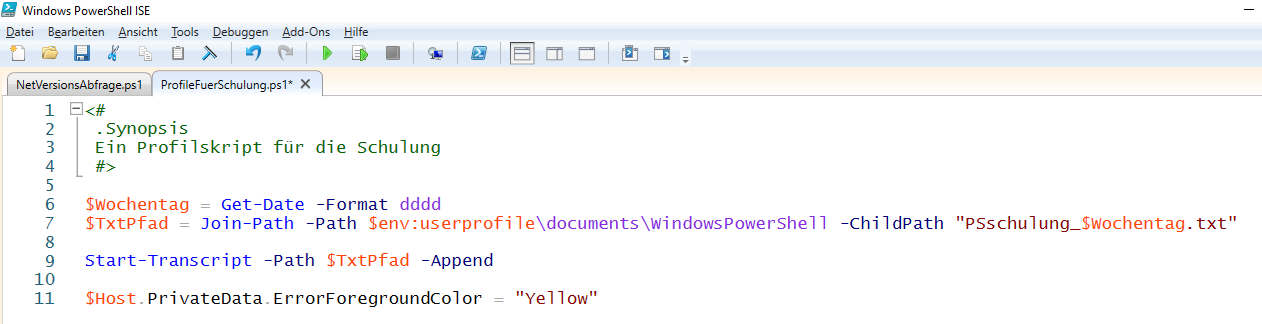 Windows PowerShell ISE
Datei Bearbeiten Ansicht Tools Debuggen Add-Ons Hilfe
NetVersionsAbfrage.ps1 ProfileFuerSchulung.ps1* X
1 <#
2 .Synopsis
3 Ein Profilskript für die Schulung
4 #>
5
6 $Wochentag = Get-Date -Format dddd
7 $TxtPfad = Join-Path -Path $env:userprofile\documents\WindowsPowerShell -ChildPath "PSschulung_$Wochentag.txt"
8
9 Start-Transcript -Path $TxtPfad -Append
10
11 $Host.PrivateData.ErrorForegroundColor = "Yellow"